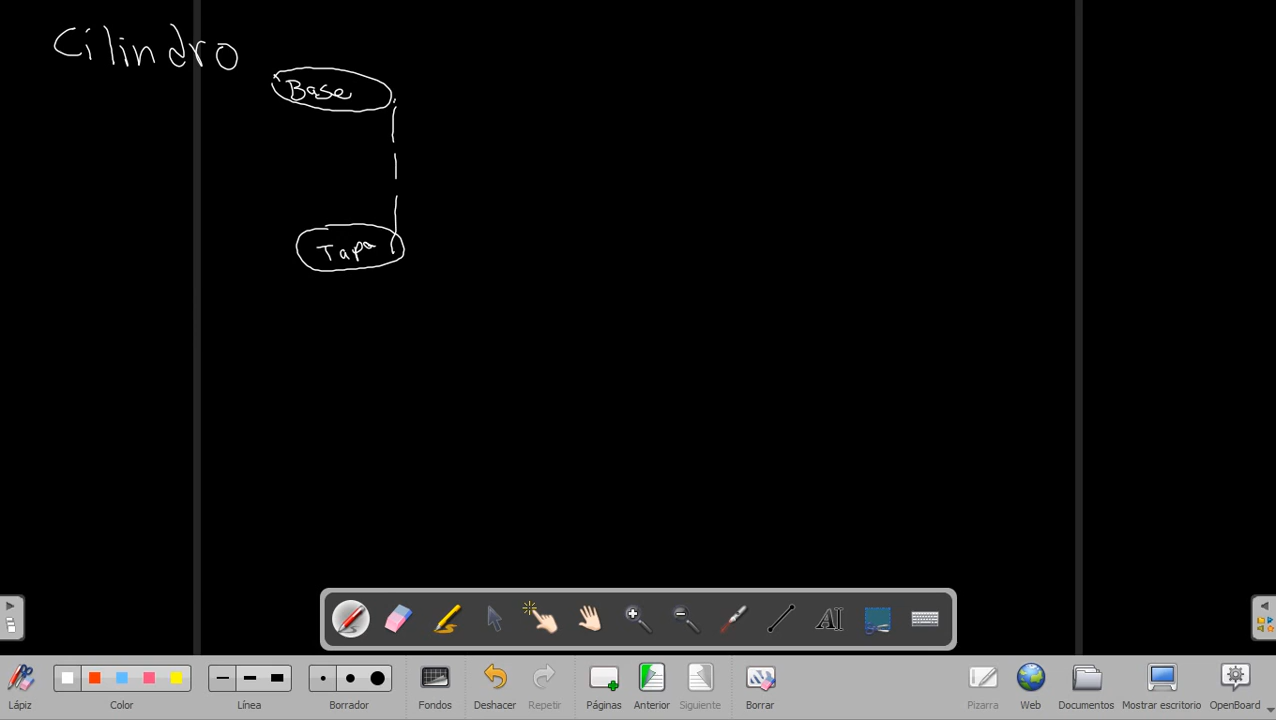 Cilindro
Base
Tapa
Lápiz
Color
Línea
Borrador
Fondos
Deshacer
Repetir
Páginas
Anterior
Siguiente
Borrar
Pizarra
Web
Documentos
Mostrar escritorio
OpenBoard